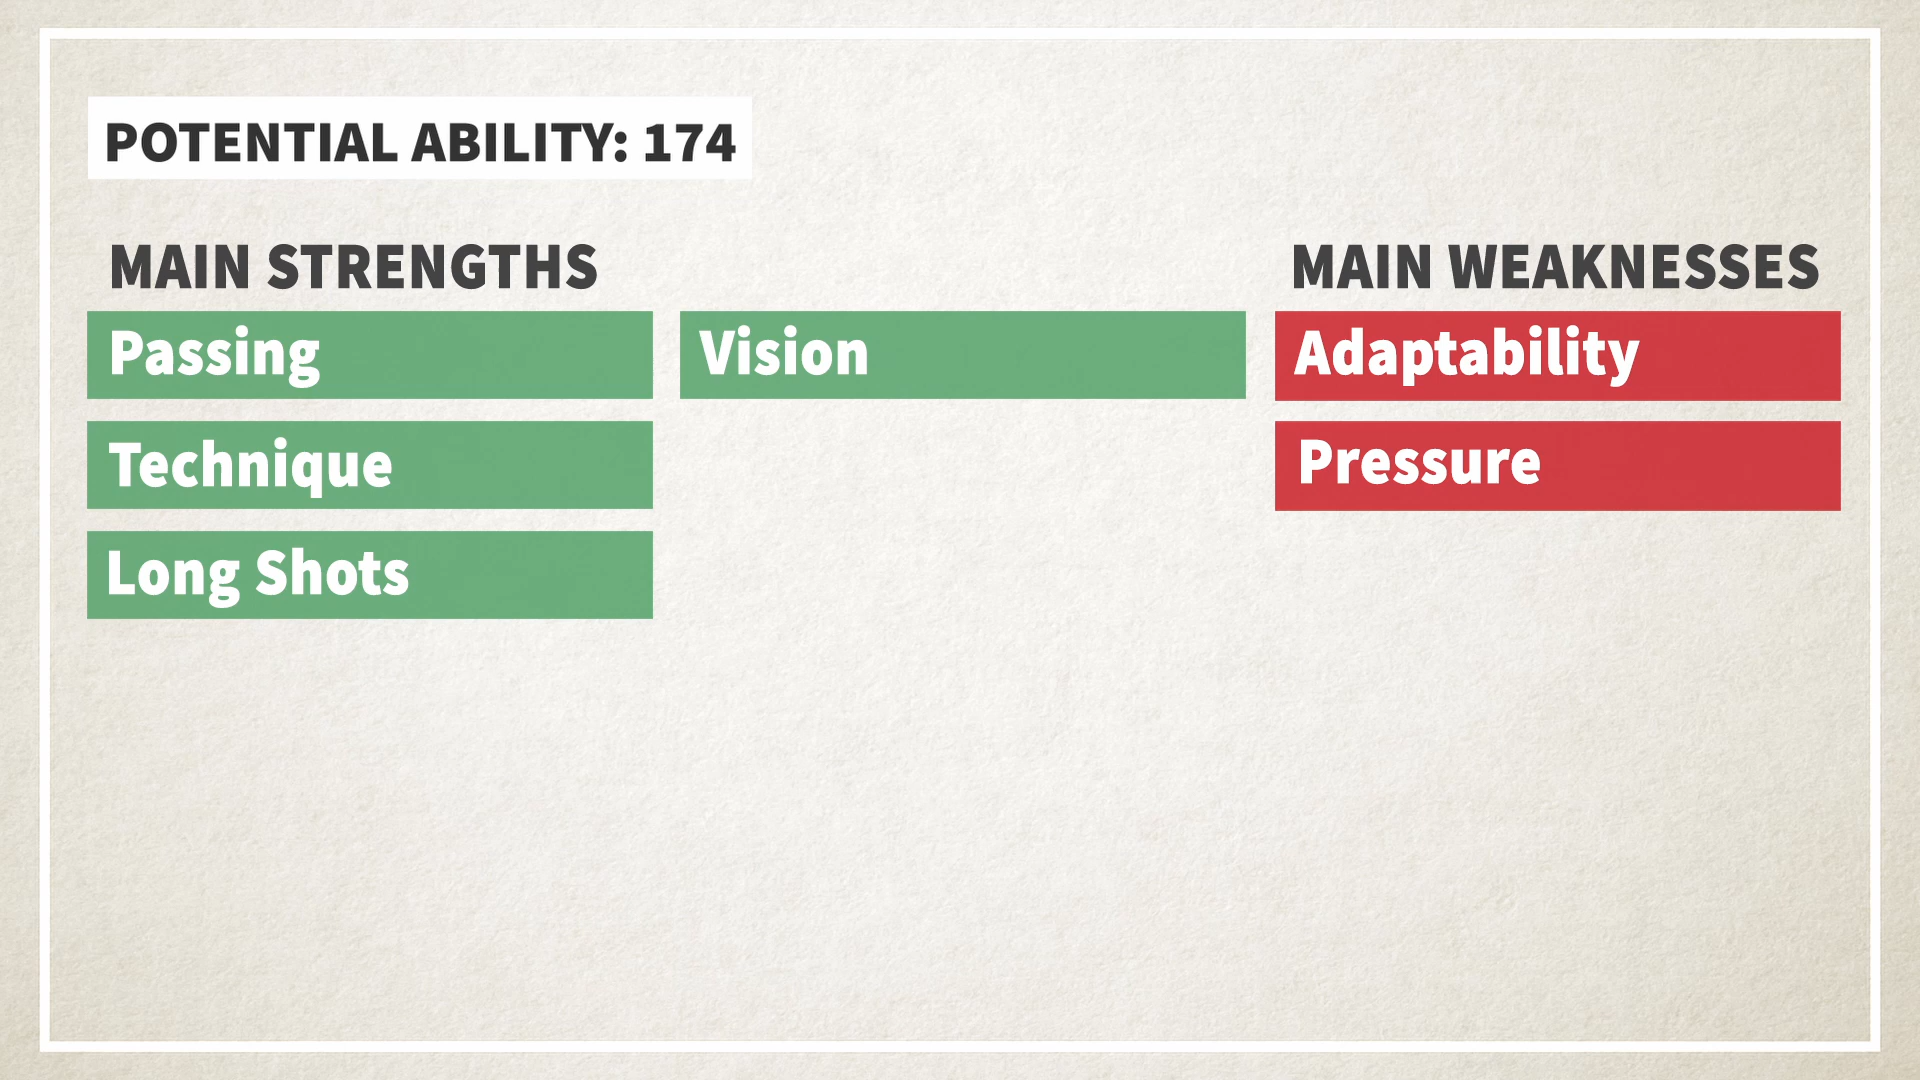 POTENTIAL ABILITY: 174
MAIN STRENGTHS
Passing
Technique
Long Shots
Vision
MAIN WEAKNESSES
Adaptability
Pressure